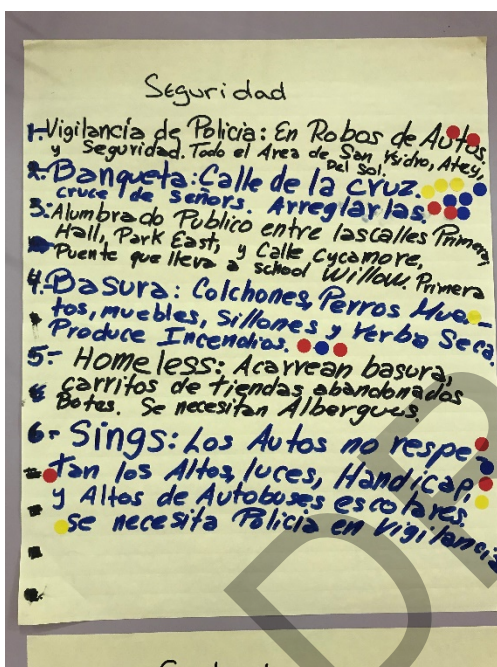 Seguridad
1-Vigilancia de Policia: En Robos de Autos,
y Seguridad. Todo el Area de San Ysidro, Atey,
Del Sol.
2-Banqueta: Calle de la cruz.
cruce de señors. Arreglarlas.
3-Alumbrado Publico entre lascalles Primera,
Hall, Park East, y Calle Cycamore,
Puente que lleva a school Willow. Primera
4-Basura: Colchones, Perros Muer-
tos, muebles, Sillones y Yerba Seca.
Produce Incendios.
5- Homeless: Acarrean basura,
carritos de tiendas abandonados
Botes. Se necesitan Albergues.
6- Sings: Los Autos no respe-
tan los Altos, luces, Handicap,
y Altos de Autobuses escolares.
se necesita Policia en Vigilancia